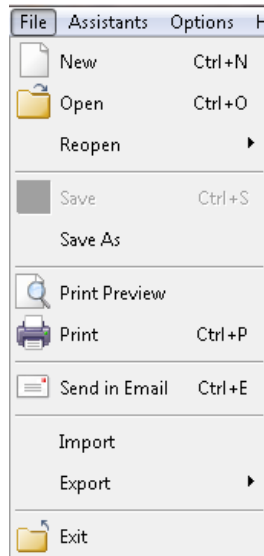 File Assistants Options
New Ctrl+N
Open Ctrl+O
Reopen
Save Ctrl+S
Save As
Print Preview
Print Ctrl+P
Send in Email Ctrl+E
Import
Export
Exit